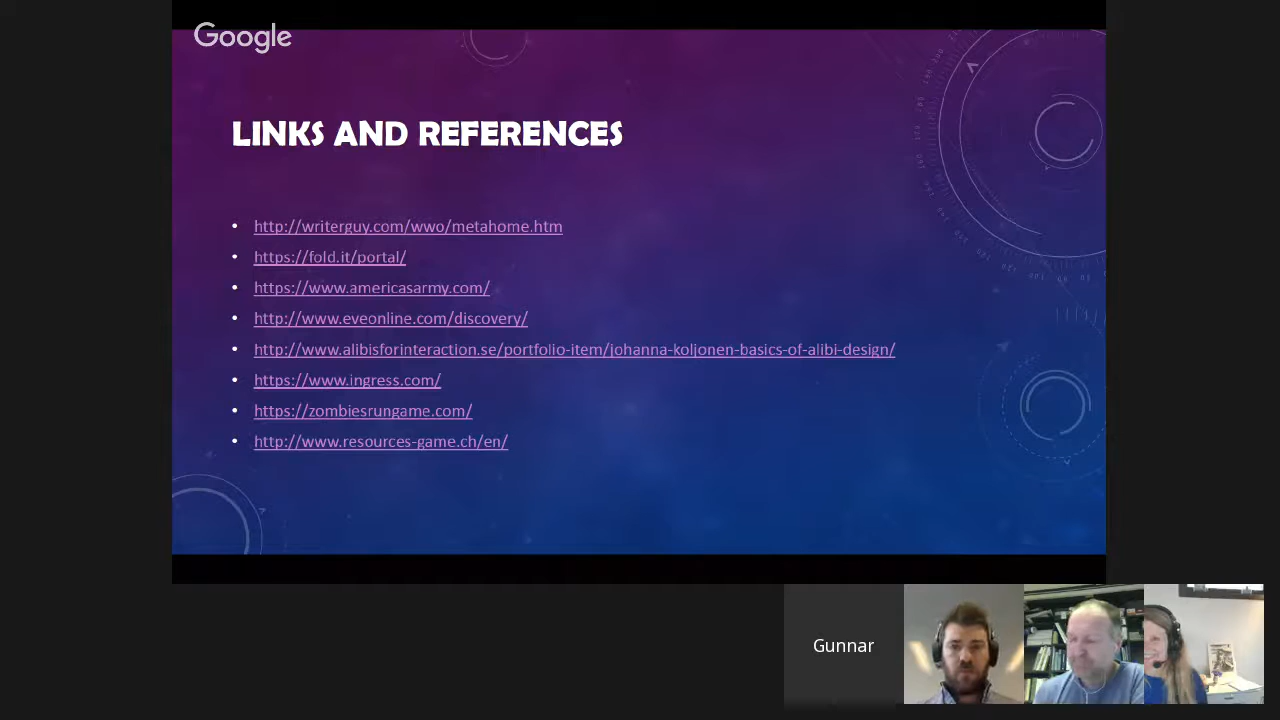 Google
LINKS AND REFERENCES
• http://writerguy.com/wwo/metahome.htm
• https://fold.it/portal/
• https://www.americasarmy.com/
• http://www.eveonline.com/discovery/
• http://www.alibisforinteraction.se/portfolio-item/johanna-koljonen-basics-of-alibi-design/
• https://www.ingress.com/
• https://zombiesrungame.com/
• http://www.resources-game.ch/en/
Gunnar